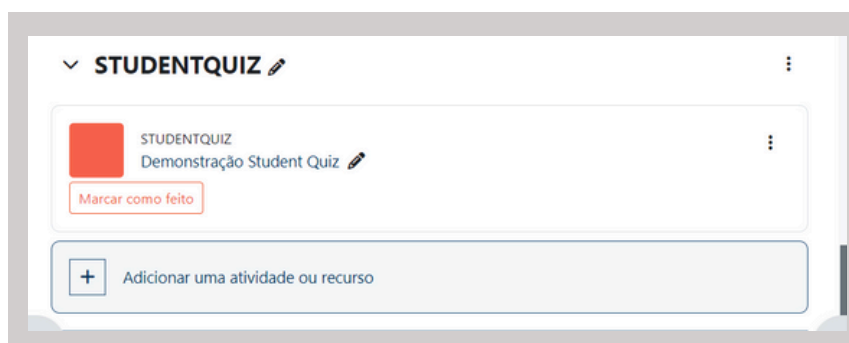 STUDENTQUIZ
STUDENTQUIZ
Demonstração Student Quiz
Marcar como feito
Adicionar uma atividade ou recurso